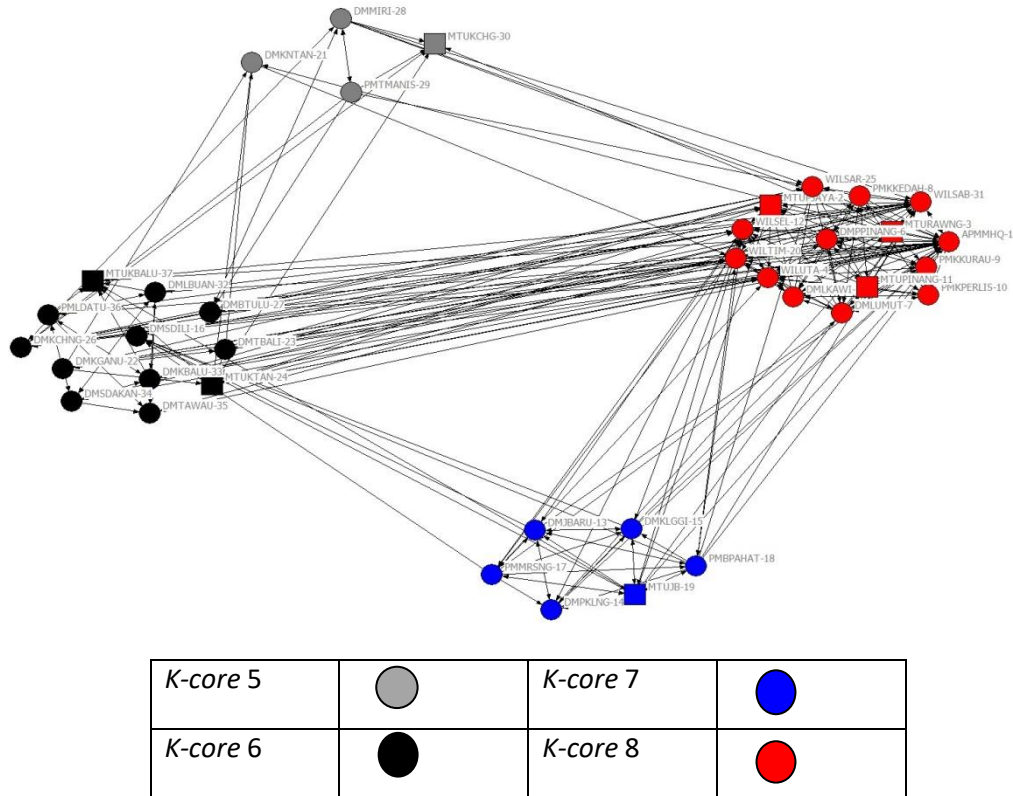 DMMIRI-28
MTUKCHG-30
DMKNTAN-21
PMTMANIS-29
WILSAR-25
PMKKEDAH-8
WILSAB-31
WILSEL-12
MTURAWNG-3
DMPPINANG-6
APMMHQ-1
WILTIM-20
PMKKURAU-9
WILUTA-4
MTUPINANG-11
PMKPERLIS-10
DMLUMUT-7
MTUKBALU-37
DMLBUAN-32
PMLDATU-36
DMSDILI-16
DMKCHNG-26
DMTBALI-23
DMKGANU-22
DMKBALU-33
MTUKTAN-24
DMSDAKAN-34
DMTAWAU-35
DMJBARU-13
DMKLGGI-15
PMBPAHAT-18
PMMRSNG-17
MTUJB-19
DMPKLNG-14
K-core 5 K-core 7
K-core 6 K-core 8